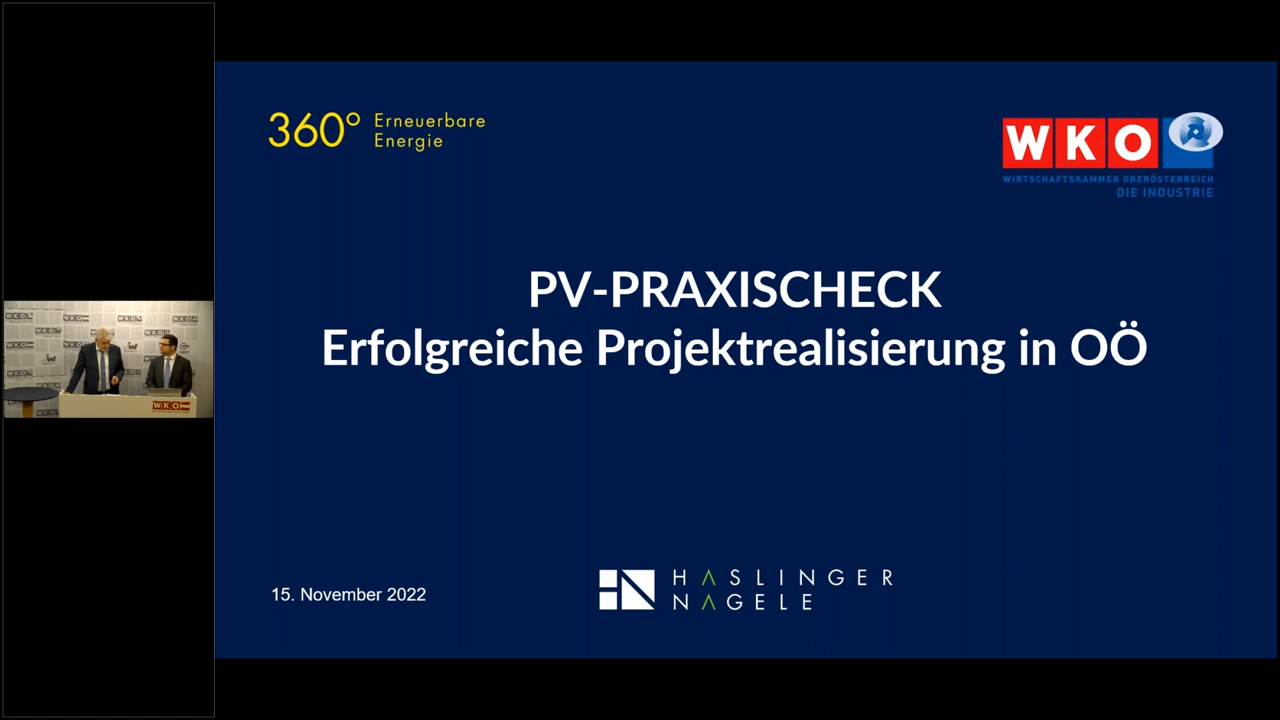 360° Erneuerbare
Energie
WKO
WIRTSCHAFTSKAMMER OBERÖSTERREICH
DIE INDUSTRIE
PV-PRAXISCHECK
Erfolgreiche Projektrealisierung in OÖ
WKO
15. November 2022
HASLINGER
NAGELE